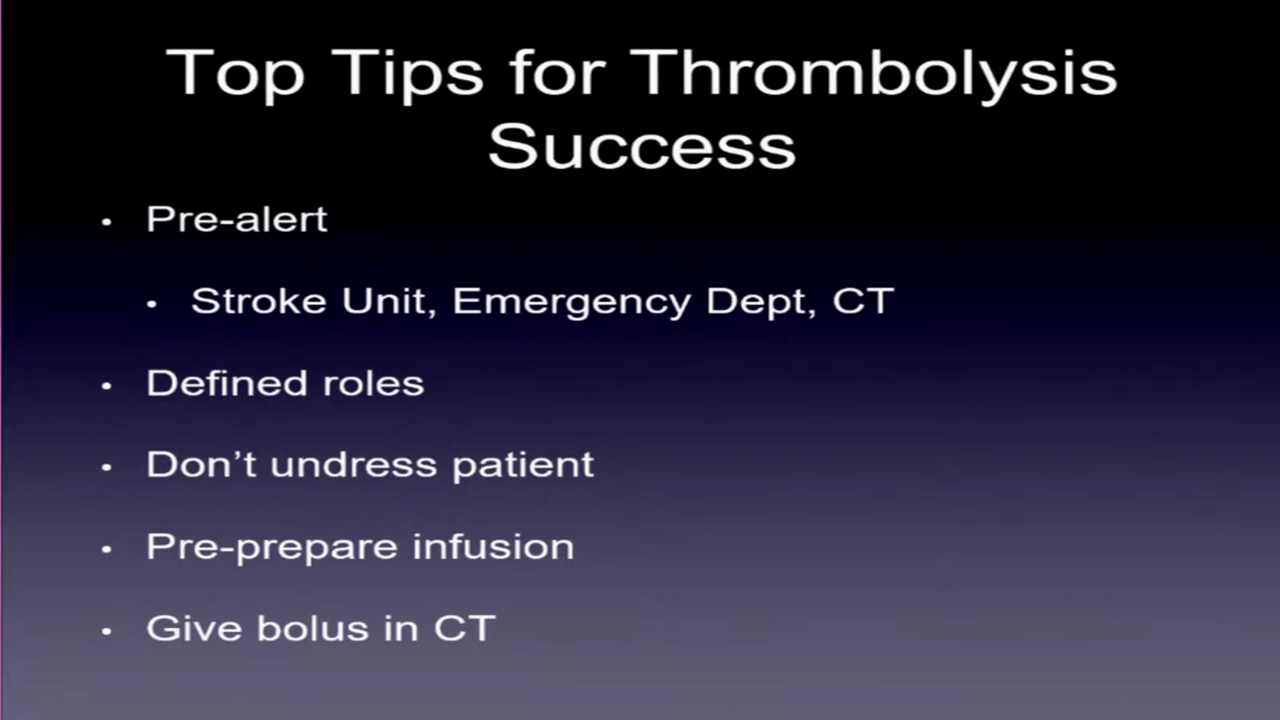 Top Tips for Thrombolysis
Success
• Pre-alert
• Stroke Unit, Emergency Dept, CT
• Defined roles
• Don’t undress patient
• Pre-prepare infusion
• Give bolus in CT